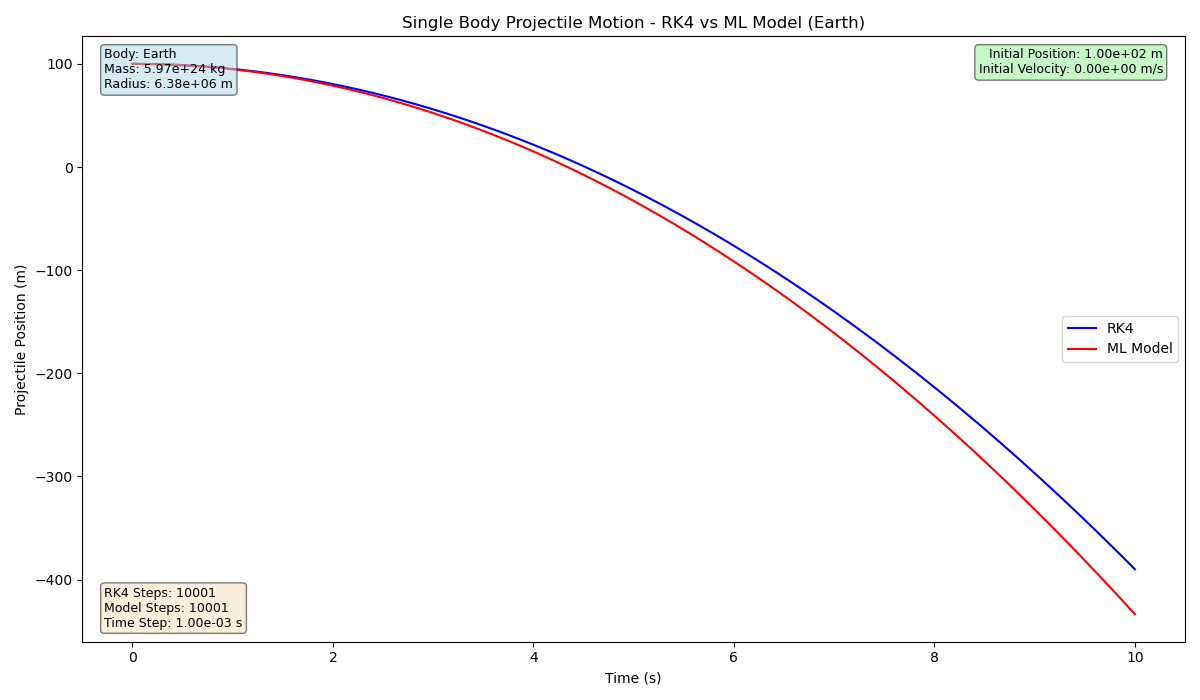 Single Body Projectile Motion - RK4 vs ML Model (Earth)
Body: Earth
Mass: 5.97e+24 kg
Radius: 6.38e+06 m
Initial Position: 1.00e+02 m
Initial Velocity: 0.00e+00 m/s
100
0
−100
−200
−300
−400
Projectile Position (m)
RK4
ML Model
RK4 Steps: 10001
Model Steps: 10001
Time Step: 1.00e-03 s
0 2 4 6 8 10
Time (s)